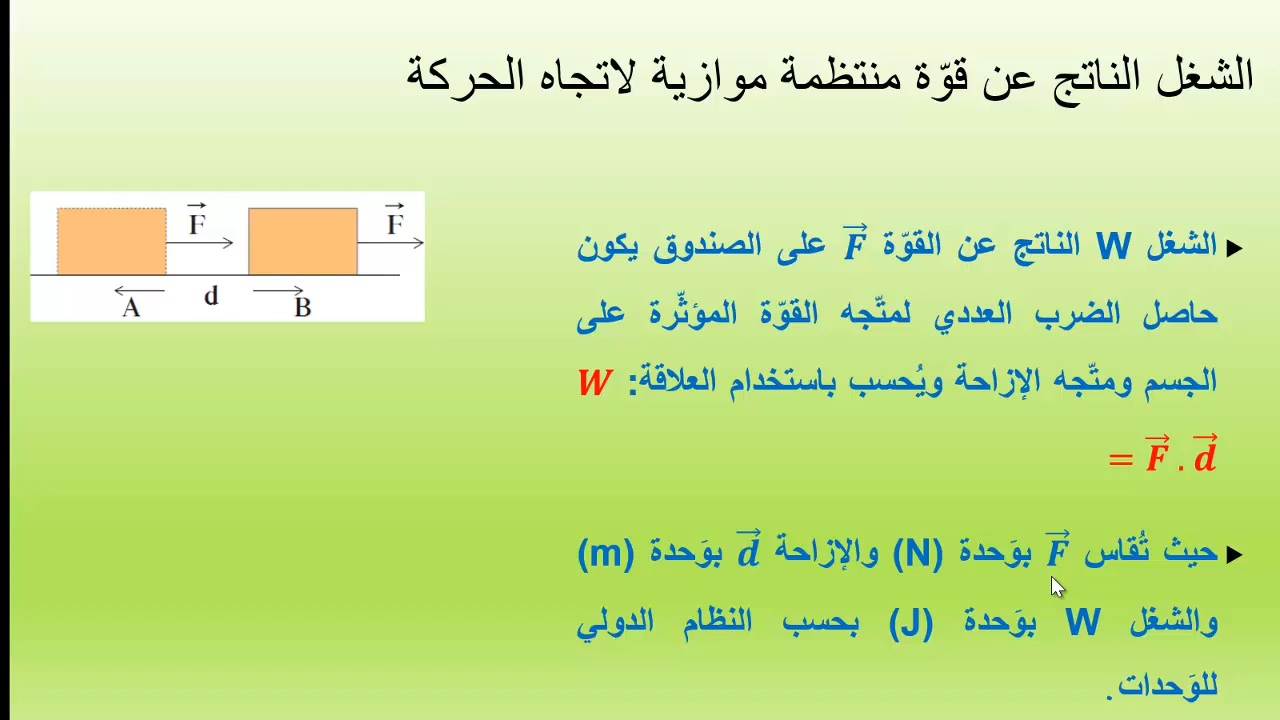 الشغل الناتج عن قوّة منتظمة موازية لاتجاه الحركة
F⃗ F⃗
A d B
الشغل W الناتج عن القوّة F⃗ على الصندوق يكون
حاصل الضرب العددي لمتّجه القوّة المؤثّرة على
الجسم ومتّجه الإزاحة ويُحسب باستخدام العلاقة: W
= F⃗ . d⃗
حيث تُقاس F⃗ بوَحدة (N) والإزاحة d⃗ بوَحدة (m)
والشغل W بوَحدة (J) بحسب النظام الدولي
للوَحدات.